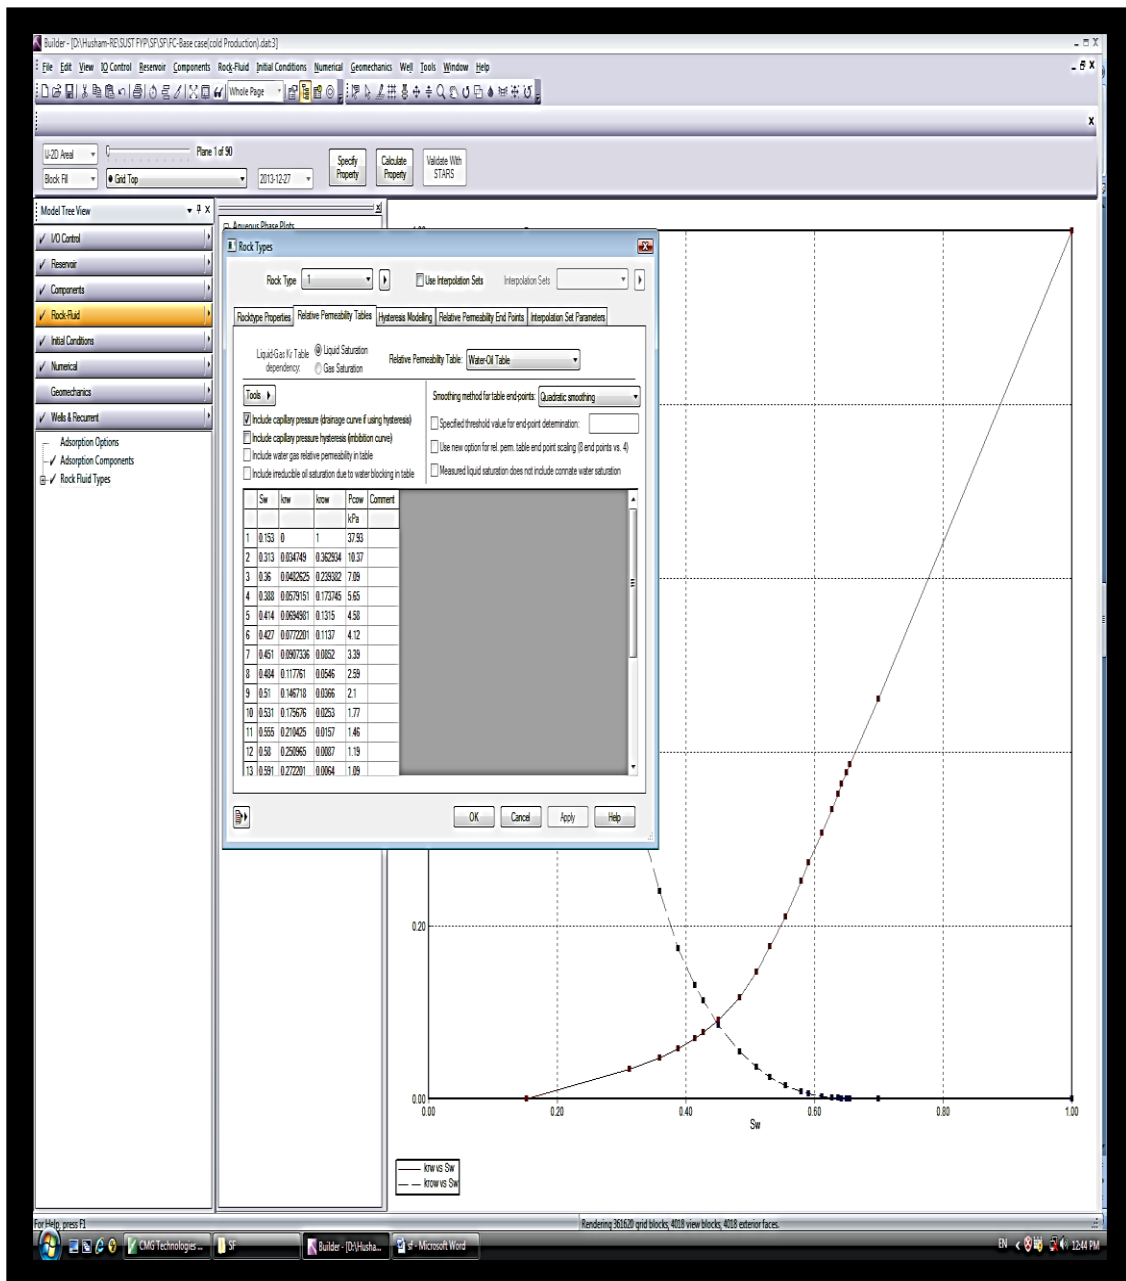 Builder - [D:\Husham-RE\SUST FYP\SF\SF\FC-Base case(cold Production).dat:3]
File Edit View IO Control Reservoir Components Rock-Fluid Initial Conditions Numerical Geomechanics Well Tools Window Help
Whole Page
IJ-2D Areal Plane 1 of 90
Block Fill Grid Top 2013-12-27
Specify Property
Calculate Property
Validate With STARS
Model Tree View
I/O Control
Reservoir
Components
Rock-Fluid
Initial Conditions
Numerical
Geomechanics
Wells & Recurrent
Adsorption Options
Adsorption Components
Rock Fluid Types
Aqueous Phase Plots
Rock Types
Rock Type 1 Use Interpolation Sets Interpolation Sets
Rocktype Properties Relative Permeability Tables Hysteresis Modelling Relative Permeability End Points Interpolation Set Parameters
Liquid-Gas Kr Table dependency: Liquid Saturation
Gas Saturation
Relative Permeability Table: Water-Oil Table
Tools
Smoothing method for table end-points: Quadratic smoothing
Include capillary pressure (drainage curve if using hysteresis)
Specified threshold value for end-point determination:
Include capillary pressure hysteresis (imbibition curve)
Use new option for rel. perm. table end point scaling (8 end points vs. 4)
Include water gas relative permeability in table
Include irreducible oil saturation due to water blocking in table
Measured liquid saturation does not include connate water saturation
Sw krw krow Pcow Comment
kPa
1 0.153 0 1 37.93
2 0.313 0.034749 0.362934 10.37
3 0.36 0.0482625 0.239382 7.09
4 0.388 0.0579151 0.173745 5.65
5 0.414 0.0694981 0.1315 4.58
6 0.427 0.0772201 0.1137 4.12
7 0.451 0.0907336 0.0852 3.39
8 0.484 0.117761 0.0546 2.59
9 0.51 0.146718 0.0366 2.1
10 0.531 0.175676 0.0253 1.77
11 0.555 0.210425 0.0157 1.46
12 0.58 0.250965 0.0087 1.19
13 0.591 0.272201 0.0064 1.09
OK Cancel Apply Help
0.20
0.00
0.00 0.20 0.40 0.60 0.80 1.00
Sw
krw vs Sw
krow vs Sw
For Help, press F1
Rendering 361620 grid blocks, 4018 view blocks, 4018 exterior faces.
CMG Technologies ... SF Builder - [D:\Husha... sf - Microsoft Word EN 12:44 PM